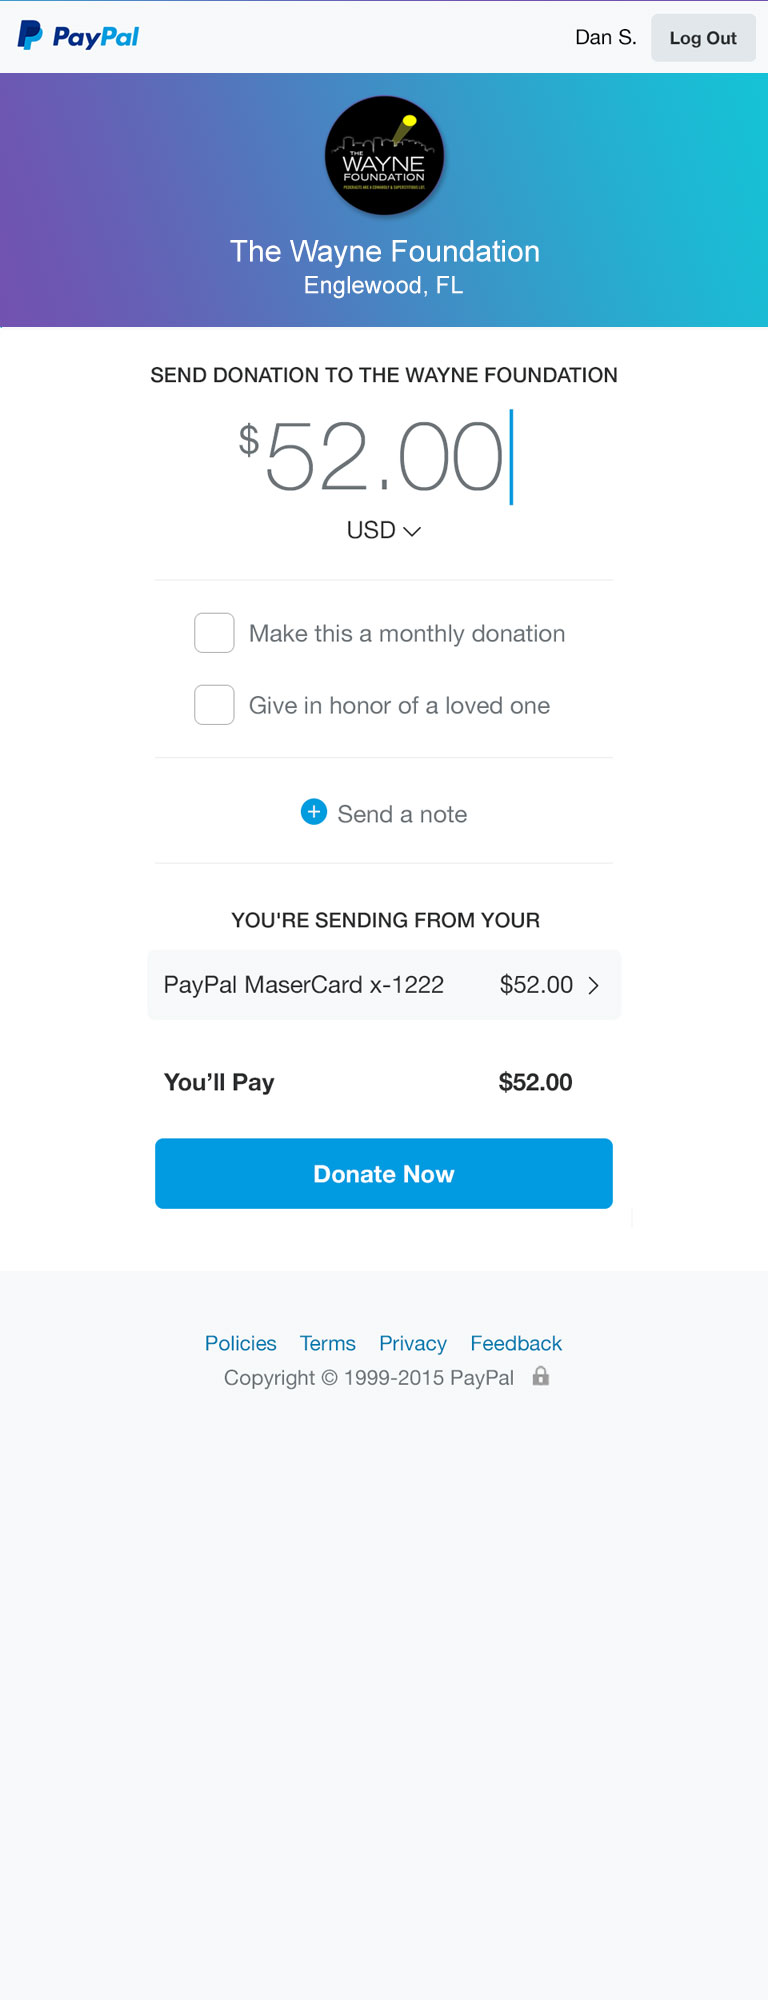 PayPal
Dan S.
Log Out
THE
WAYNE
FOUNDATION
The Wayne Foundation
Englewood, FL
SEND DONATION TO THE WAYNE FOUNDATION
$52.00
USD
Make this a monthly donation
Give in honor of a loved one
Send a note
YOU'RE SENDING FROM YOUR
PayPal MaserCard x-1222 $52.00
You’ll Pay $52.00
Donate Now
Policies Terms Privacy Feedback
Copyright © 1999-2015 PayPal